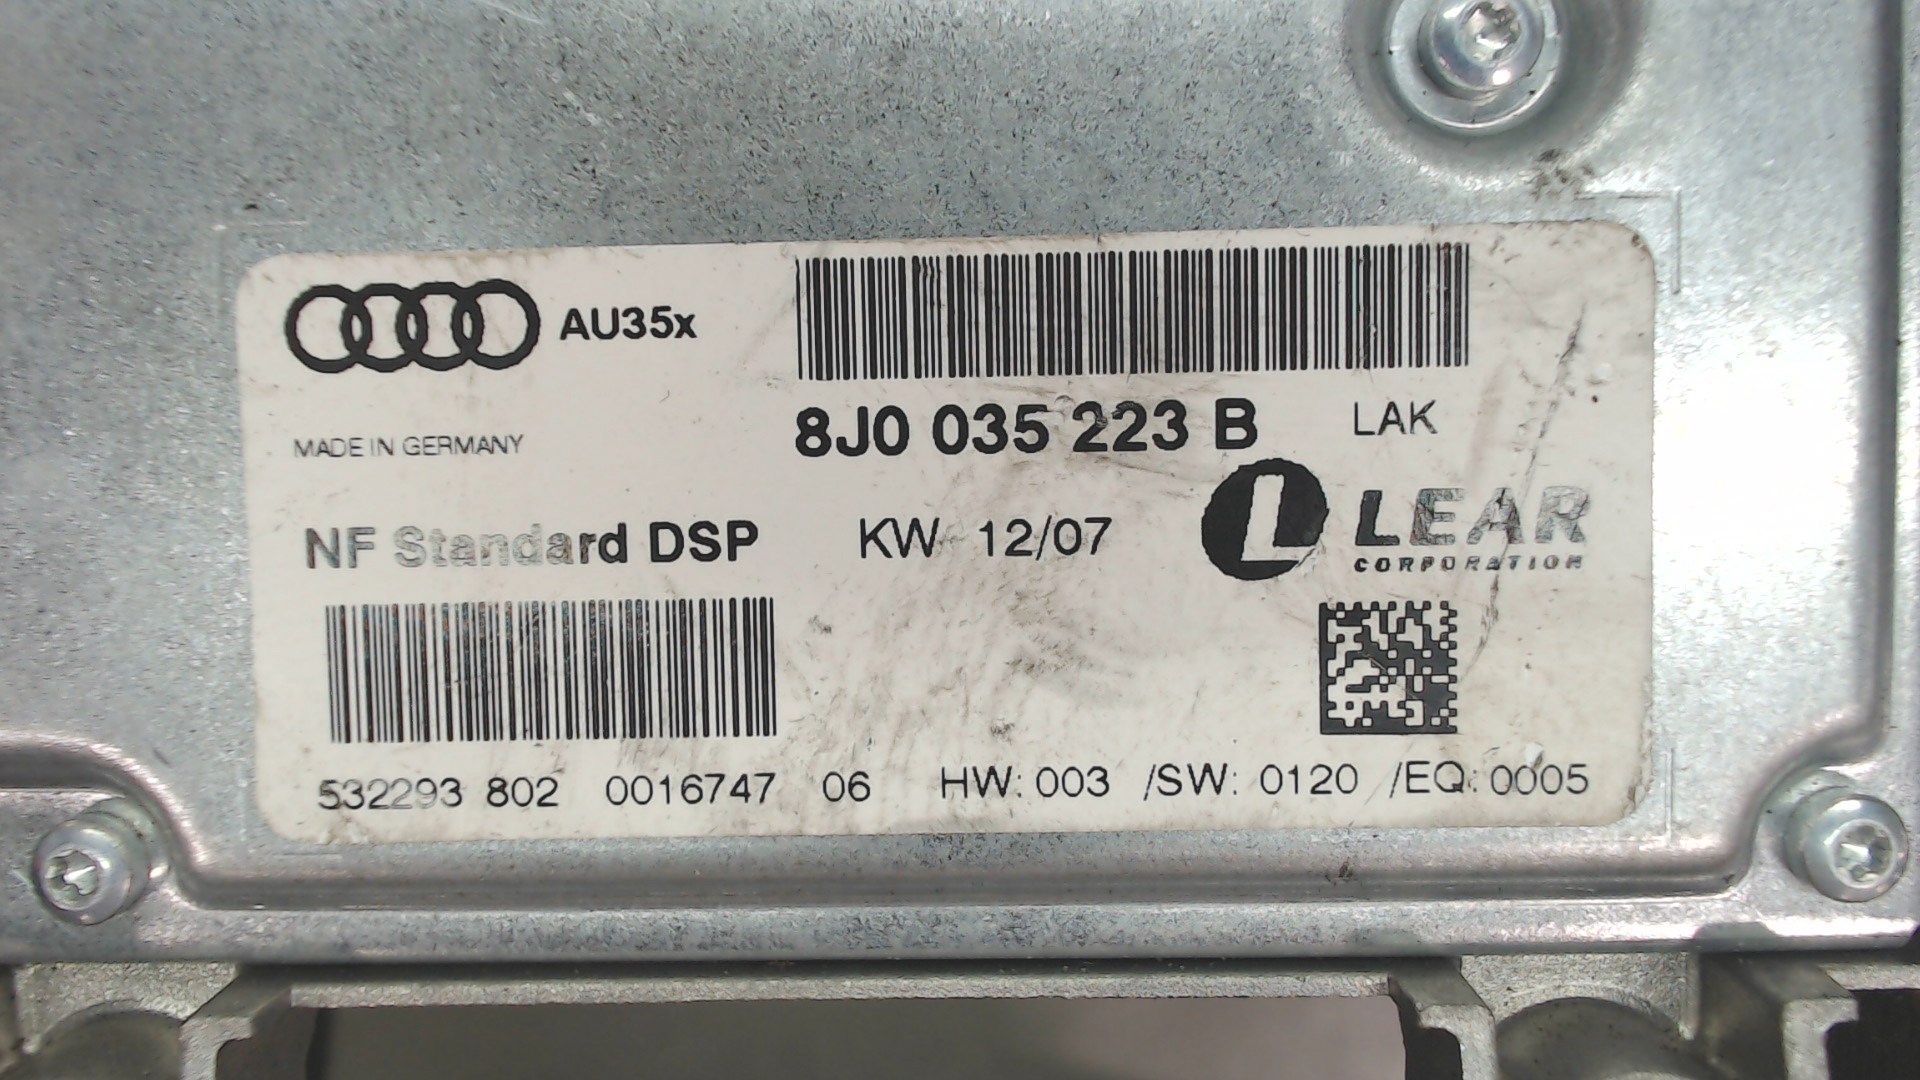 AU35x
8J0 035 223 B LAK
MADE IN GERMANY
NF Standard DSP KW 12/07 L LEAR
CORPORATION
532293 802 0016747 06 HW: 003 /SW: 0120 /EQ: 0005